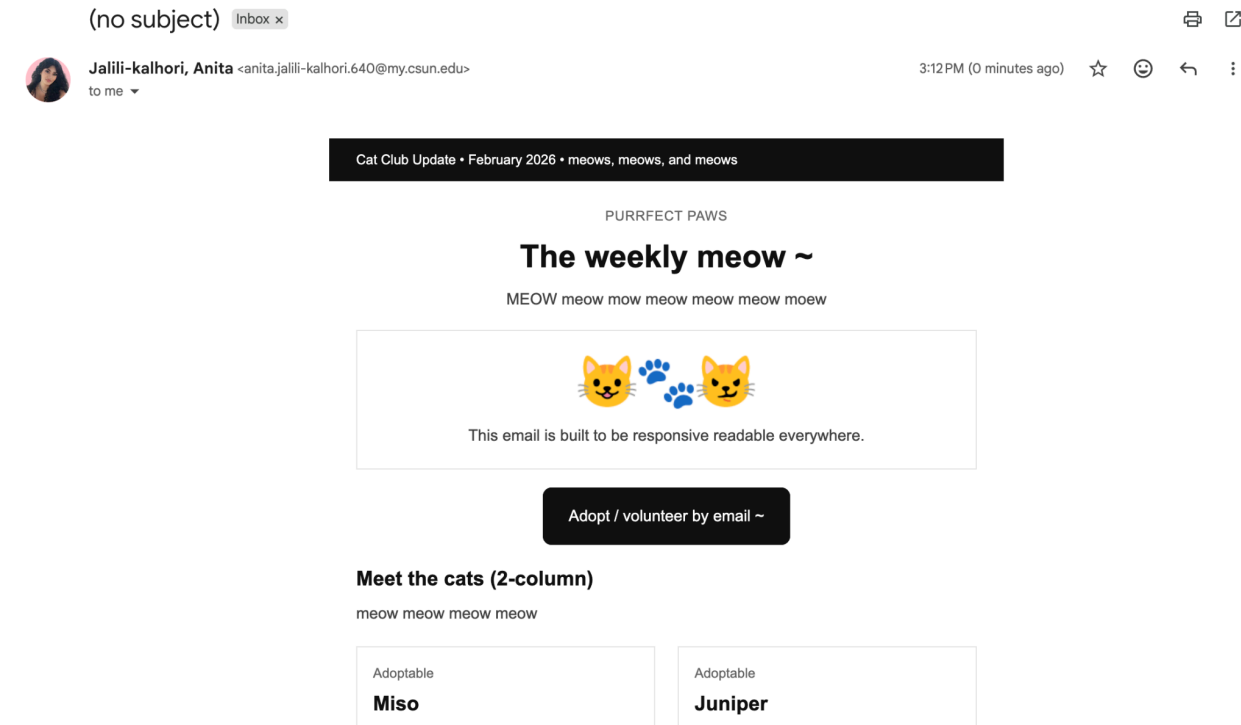 (no subject) Inbox ×
Jalili-kalhori, Anita <anita.jalili-kalhori.640@my.csun.edu>
3:12 PM (0 minutes ago)
to me
Cat Club Update • February 2026 • meows, meows, and meows
PURRFECT PAWS
The weekly meow ~
MEOW meow mow meow meow meow moew
This email is built to be responsive readable everywhere.
Adopt / volunteer by email ~
Meet the cats (2-column)
meow meow meow meow
Adoptable
Miso
Adoptable
Juniper